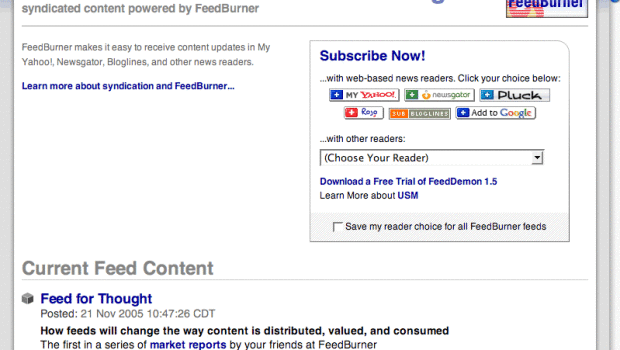 syndicated content powered by FeedBurner
FeedBurner
FeedBurner makes it easy to receive content updates in My
Yahoo!, Newsgator, Bloglines, and other news readers.
Learn more about syndication and FeedBurner...
Subscribe Now!
...with web-based news readers. Click your choice below:
MY YAHOO! newsgator Pluck
Rojo SUB BLOGLINES Add to Google
...with other readers:
(Choose Your Reader)
Download a Free Trial of FeedDemon 1.5
Learn More about USM
Save my reader choice for all FeedBurner feeds
Current Feed Content
Feed for Thought
Posted: 21 Nov 2005 10:47:26 CDT
How feeds will change the way content is distributed, valued, and consumed
The first in a series of market reports by your friends at FeedBurner